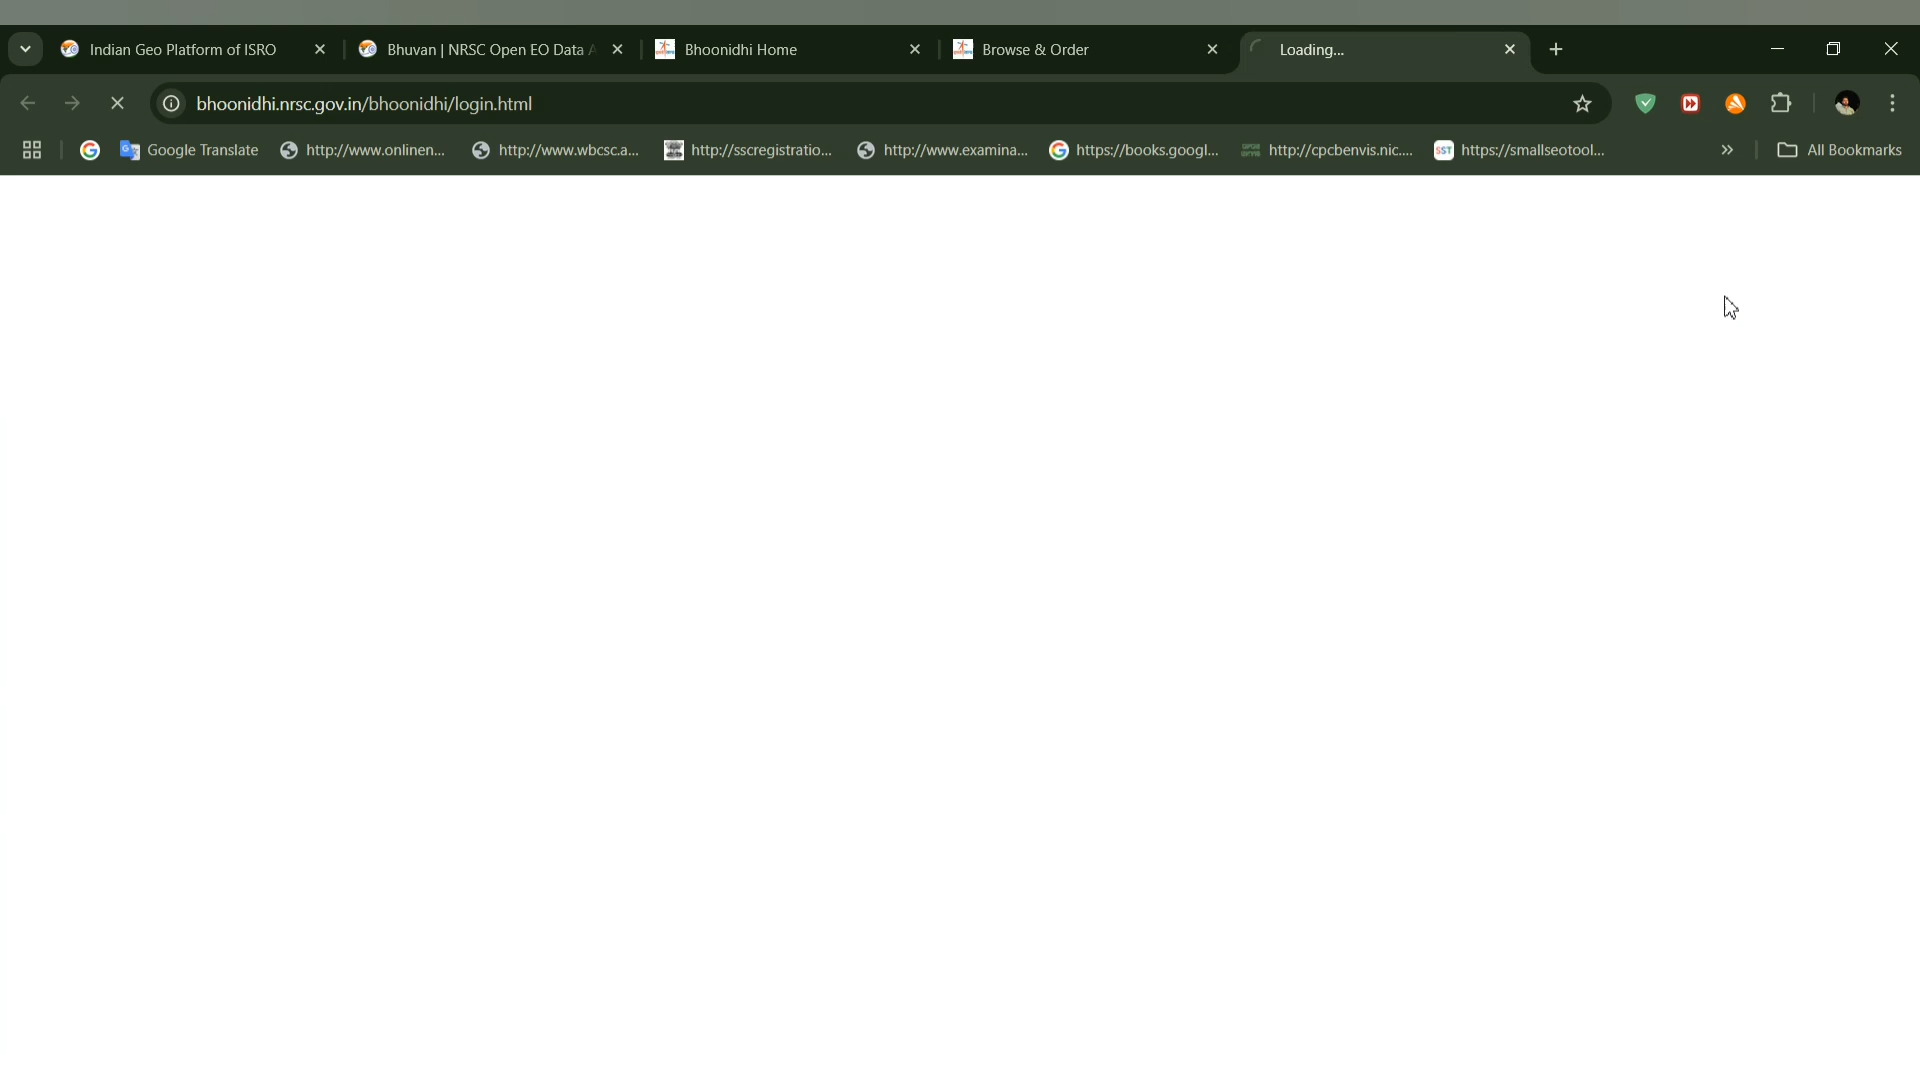 Indian Geo Platform of ISRO Bhuvan | NRSC Open EO Data Bhoonidhi Home Browse & Order Loading...
bhoonidhi.nrsc.gov.in/bhoonidhi/login.html
Google Translate http://www.onlinen... http://www.wbcsc.a... http://sscregistratio... http://www.examina... https://books.googl... http://cpcbenvis.nic.... SST https://smallseotool... » All Bookmarks